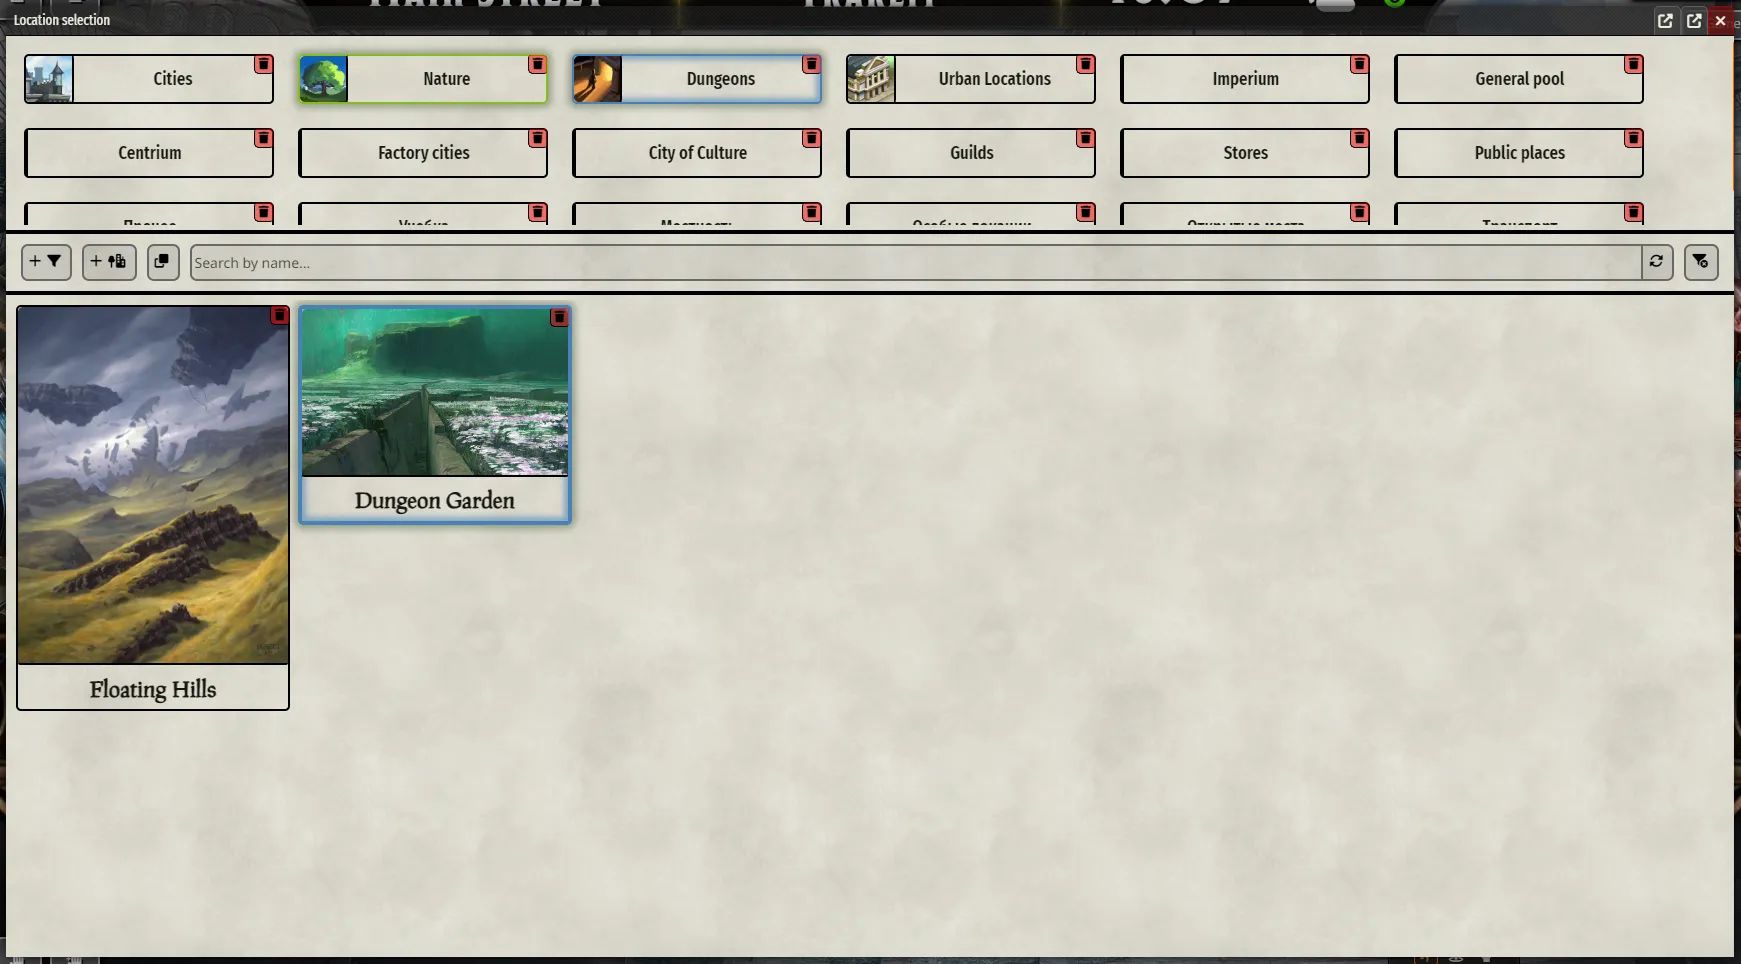 Location selection
Cities
Nature
Dungeons
Urban Locations
Imperium
General pool
Centrium
Factory cities
City of Culture
Guilds
Stores
Public places
Search by name...
Floating Hills
Dungeon Garden